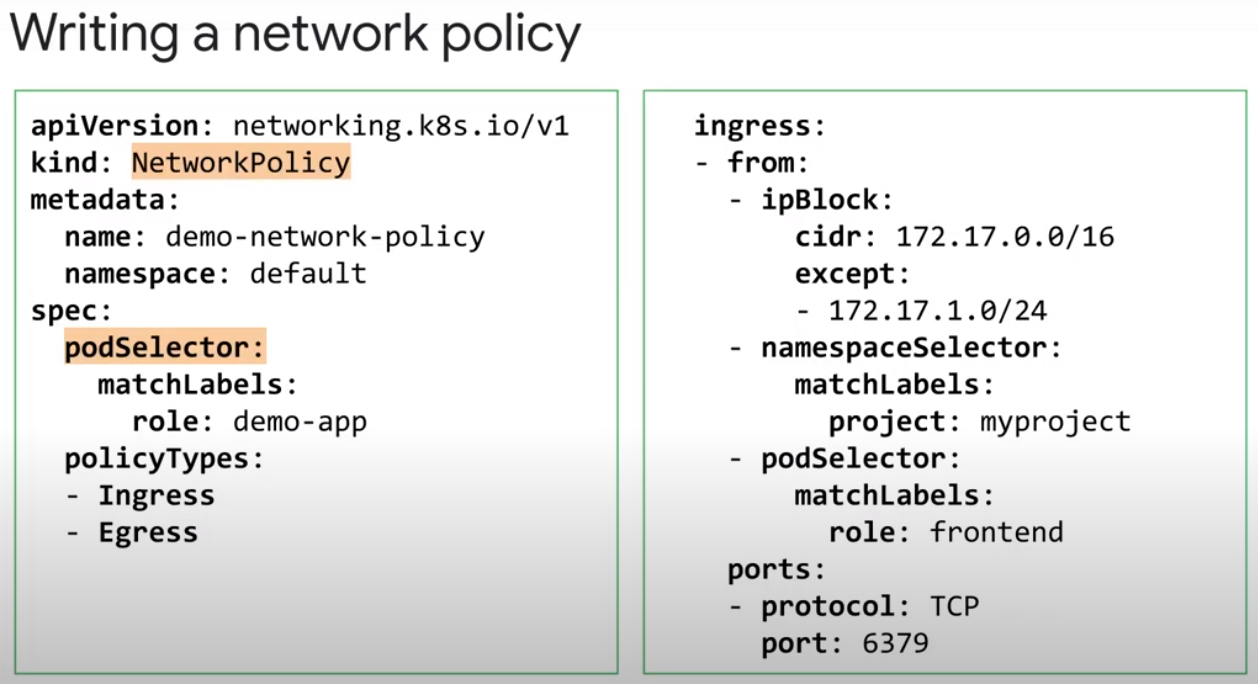 Writing a network policy
apiVersion: networking.k8s.io/v1
kind: NetworkPolicy
metadata:
  name: demo-network-policy
  namespace: default
spec:
  podSelector:
    matchLabels:
      role: demo-app
  policyTypes:
  - Ingress
  - Egress
ingress:
- from:
  - ipBlock:
      cidr: 172.17.0.0/16
      except:
      - 172.17.1.0/24
  - namespaceSelector:
      matchLabels:
        project: myproject
  - podSelector:
      matchLabels:
        role: frontend
  ports:
  - protocol: TCP
    port: 6379